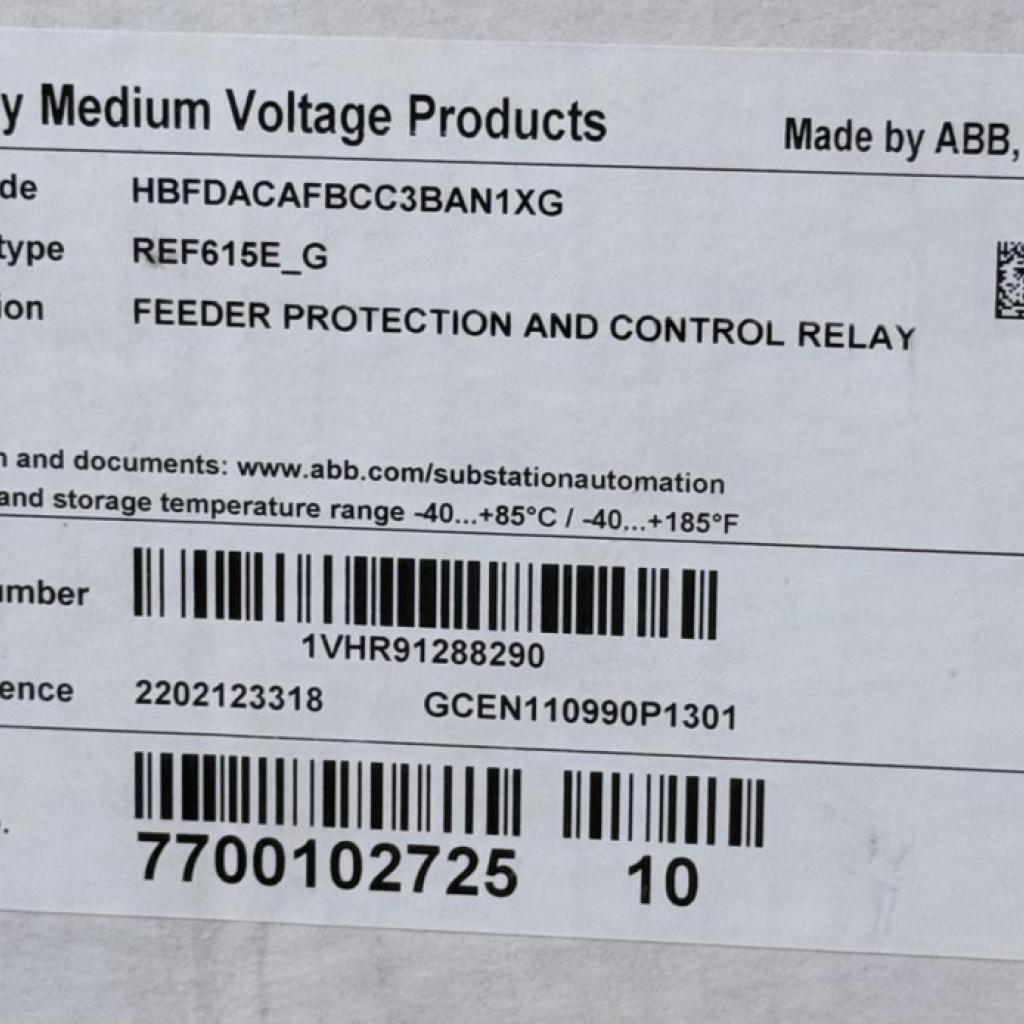 y Medium Voltage Products
Made by ABB,
de HBFDACAFBCC3BAN1XG
type REF615E_G
ion FEEDER PROTECTION AND CONTROL RELAY
n and documents: www.abb.com/substationautomation
and storage temperature range -40...+85°C / -40...+185°F
umber
1VHR91288290
ence 2202123318 GCEN110990P1301
.
7700102725 10